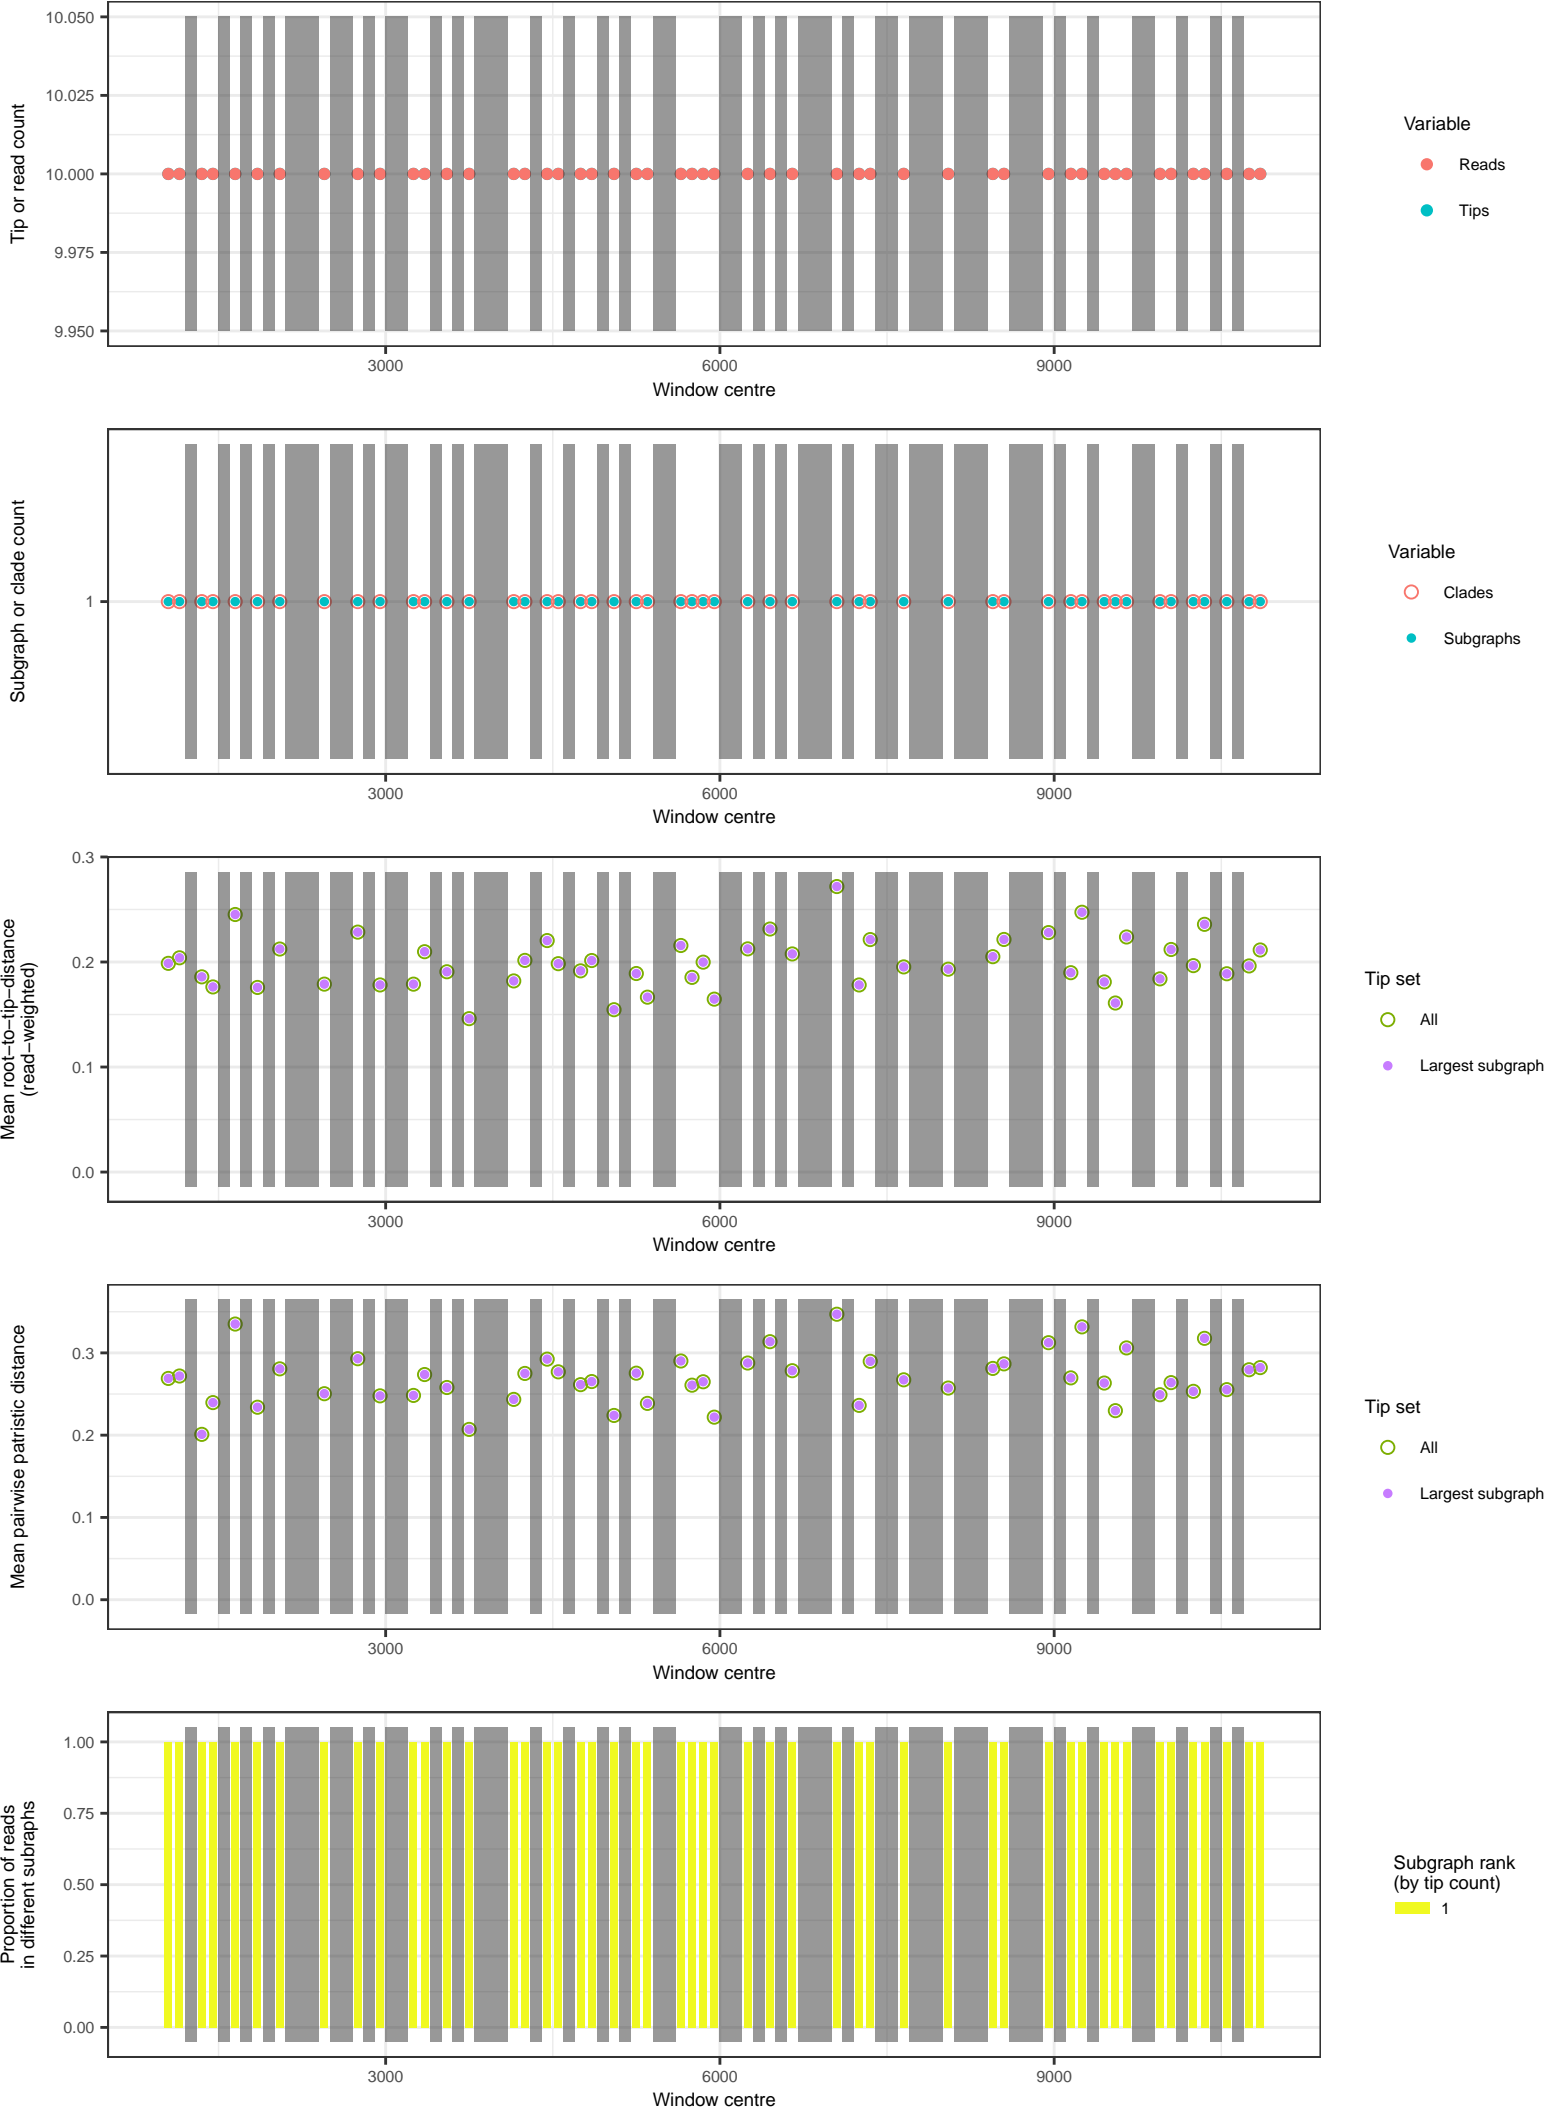 10.050
10.025
10.000
9.975
9.950
Tip or read count
3000
6000
9000
Window centre
Variable
Reads
Tips
1
Subgraph or clade count
3000
6000
9000
Window centre
Variable
Clades
Subgraphs
0.3
0.2
0.1
0.0
Mean root−to−tip−distance
(read−weighted)
3000
6000
9000
Window centre
Tip set
All
Largest subgraph
0.3
0.2
0.1
0.0
Mean pairwise patristic distance
3000
6000
9000
Window centre
Tip set
All
Largest subgraph
1.00
0.75
0.50
0.25
0.00
Proportion of reads
in different subraphs
3000
6000
9000
Window centre
Subgraph rank
(by tip count)
1